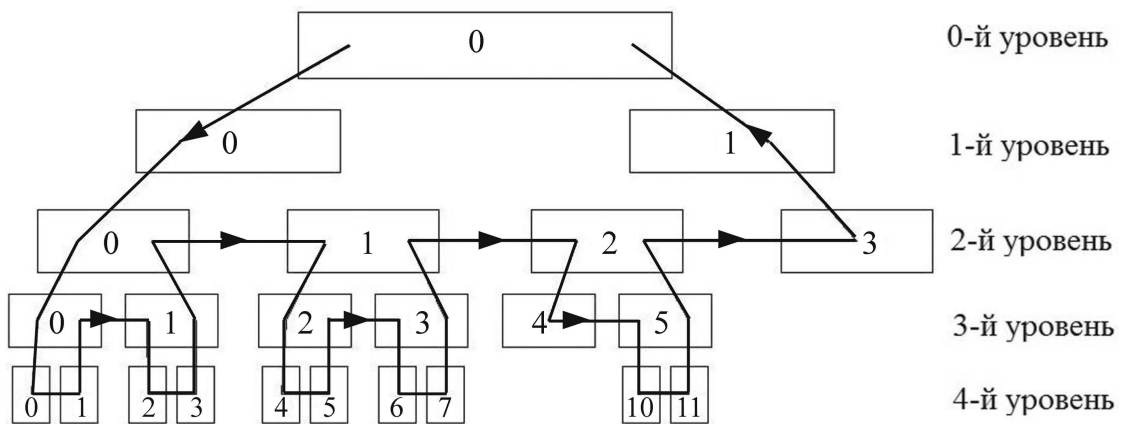 0 0-й уровень
0 1 1-й уровень
0 1 2 3 2-й уровень
0 1 2 3 4 5 3-й уровень
0 1 2 3 4 5 6 7 10 11 4-й уровень